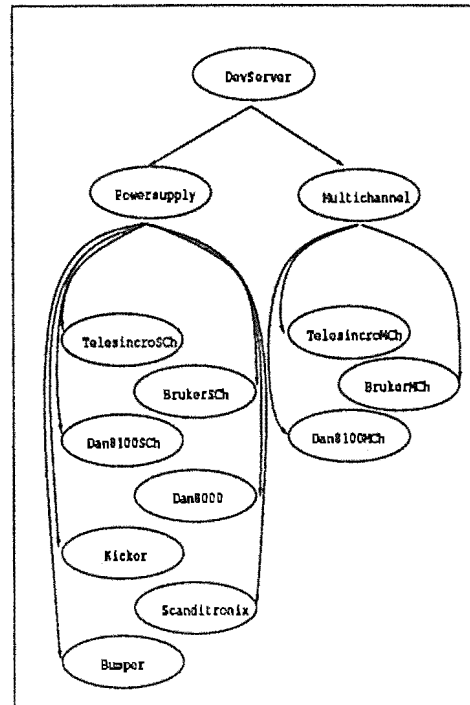 DevServer
Powersupply
Multichannel
TelesincroSCh
TelesincroMCh
BrukerSCh
BrukerMCh
Dan8100SCh
Dan8100MCh
Dan8000
Kicker
Scanditronix
Bumper